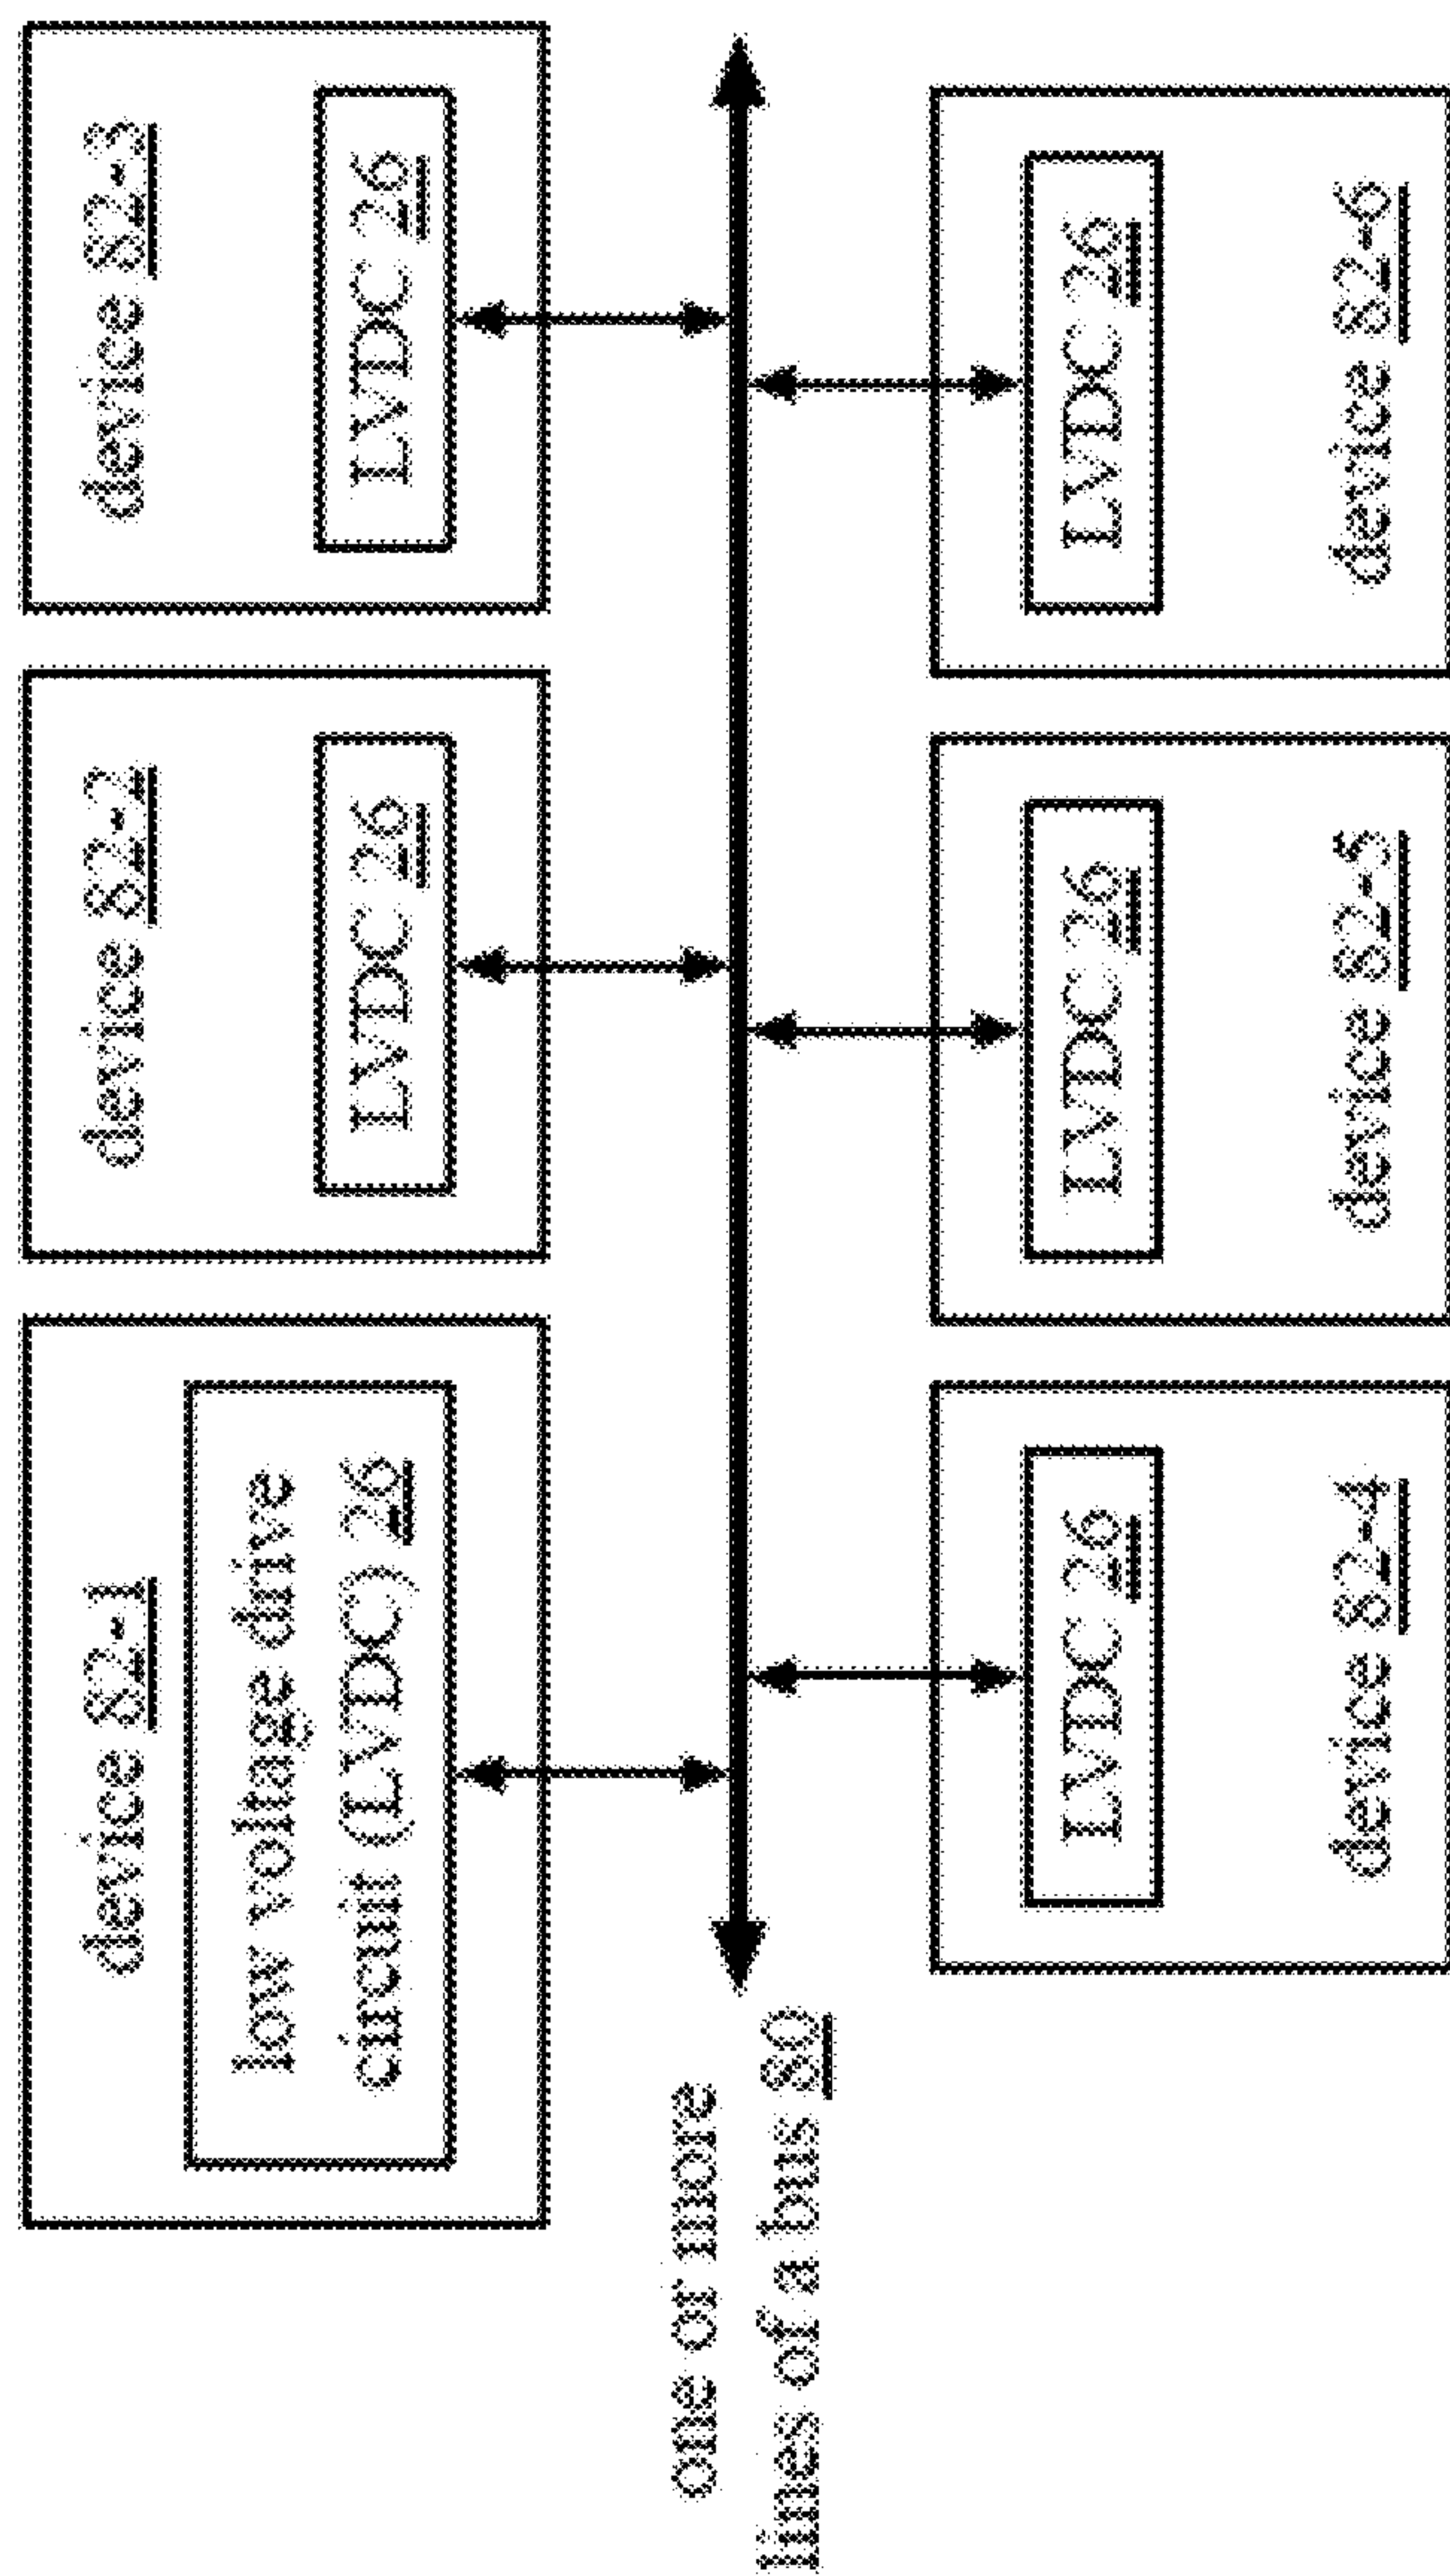 device 82-1
low voltage drive
circuit (LVDC) 26
device 82-2
LVDC 26
device 82-3
LVDC 26
one or more
lines of a bus 80
LVDC 26
device 82-4
LVDC 26
device 82-5
LVDC 26
device 82-6